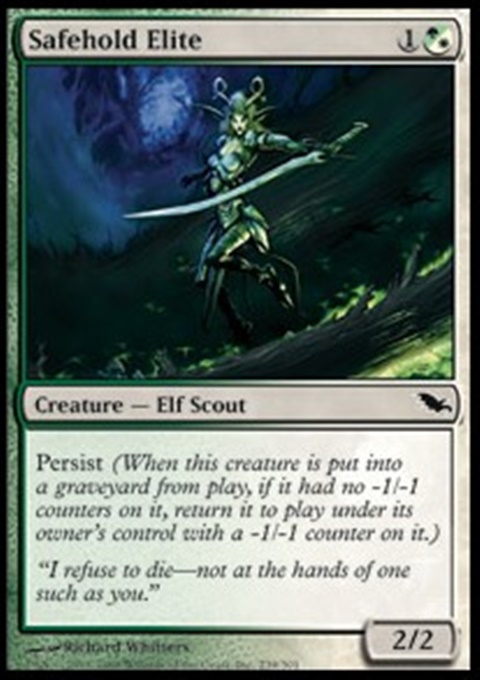 Safehold Elite
1
Creature — Elf Scout
Persist (When this creature is put into
a graveyard from play, if it had no -1/-1
counters on it, return it to play under its
owner's control with a -1/-1 counter on it.)
“I refuse to die—not at the hands of one
such as you.”
2/2
Richard Whitters